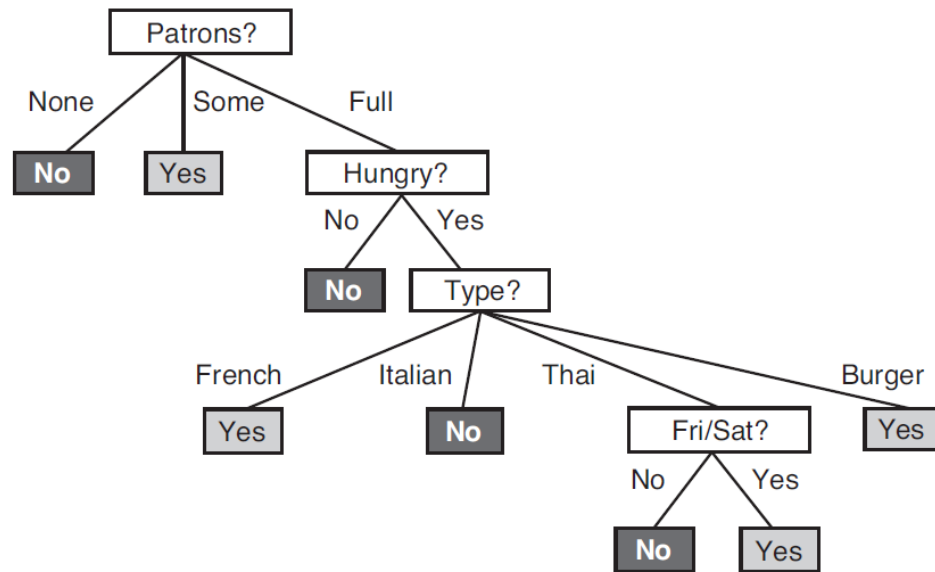 Patrons?
None Some Full
No Yes Hungry?
No Yes
No Type?
French Italian Thai Burger
Yes No Fri/Sat? Yes
No Yes
No Yes